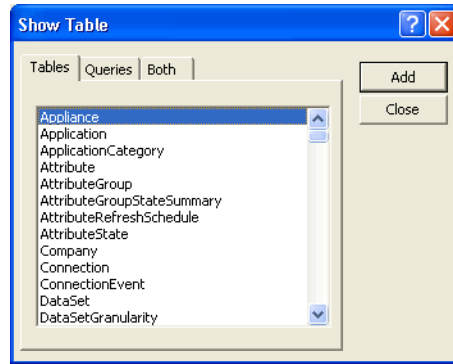 Show Table
Tables Queries Both
Add
Close
Appliance
Application
ApplicationCategory
Attribute
AttributeGroup
AttributeGroupStateSummary
AttributeRefreshSchedule
AttributeState
Company
Connection
ConnectionEvent
DataSet
DataSetGranularity